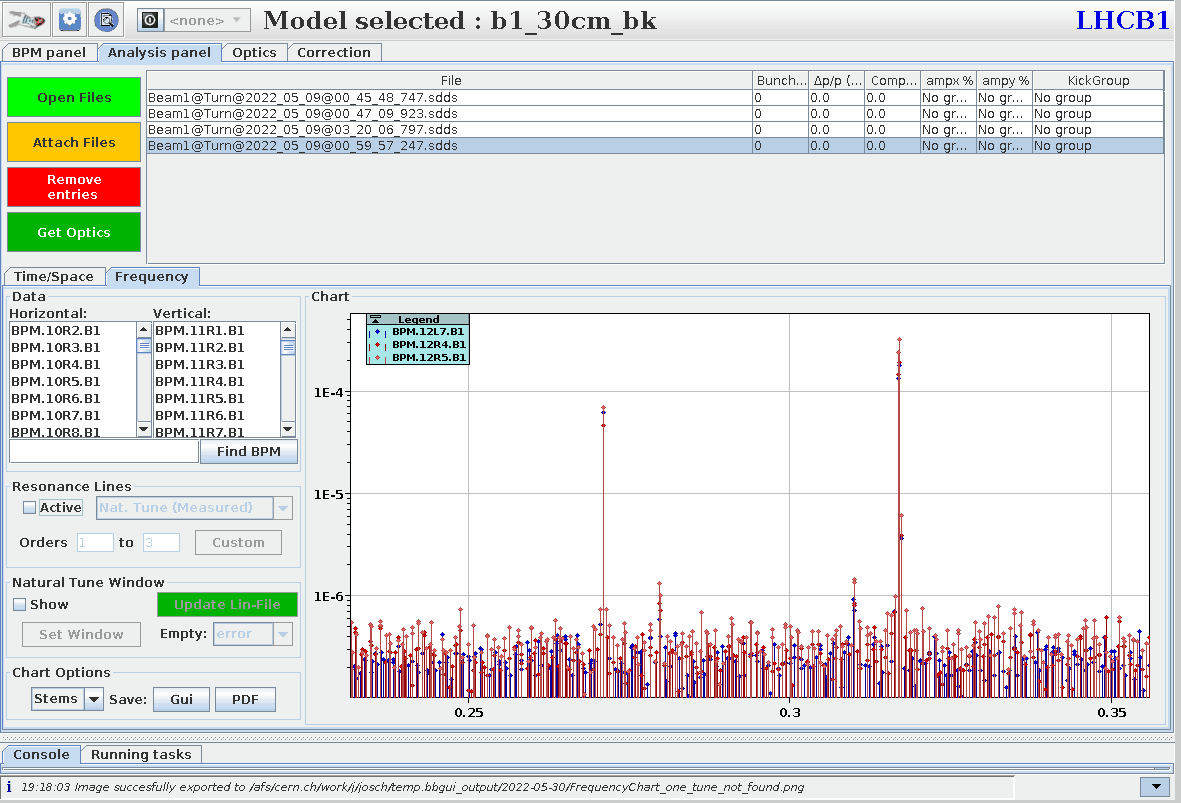 <none> Model selected : b1_30cm_bk LHCB1
BPM panel Analysis panel Optics Correction
Open Files
Attach Files
Remove
entries
Get Optics
File Bunch... Δp/p (... Comp... ampx % ampy % KickGroup
Beam1@Turn@2022_05_09@00_45_48_747.sdds 0 0.0 0.0 No gr... No gr... No group
Beam1@Turn@2022_05_09@00_47_09_923.sdds 0 0.0 0.0 No gr... No gr... No group
Beam1@Turn@2022_05_09@03_20_06_797.sdds 0 0.0 0.0 No gr... No gr... No group
Beam1@Turn@2022_05_09@00_59_57_247.sdds 0 0.0 0.0 No gr... No gr... No group
Time/Space Frequency
Data
Horizontal: Vertical:
BPM.10R2.B1 BPM.11R1.B1
BPM.10R3.B1 BPM.11R2.B1
BPM.10R4.B1 BPM.11R3.B1
BPM.10R5.B1 BPM.11R4.B1
BPM.10R6.B1 BPM.11R5.B1
BPM.10R7.B1 BPM.11R6.B1
BPM.10R8.B1 BPM.11R7.B1
Find BPM
Resonance Lines
Active Nat. Tune (Measured)
Orders 1 to 3 Custom
Natural Tune Window
Show Update Lin-File
Set Window Empty: error
Chart Options
Stems Save: Gui PDF
Chart
Legend
BPM.12L7.B1
BPM.12R4.B1
BPM.12R5.B1
1E-4
1E-5
1E-6
0.25 0.3 0.35
Console Running tasks
i 19:18:03 Image succesfully exported to /afs/cern.ch/work/j/josch/temp.bbgui_output/2022-05-30/FrequencyChart_one_tune_not_found.png